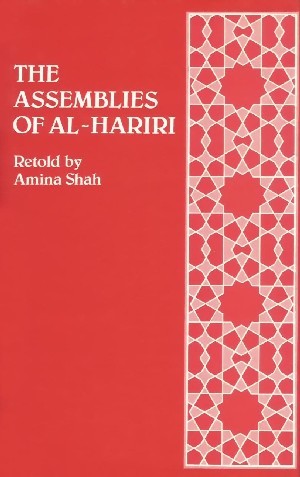 THE
ASSEMBLIES
OF AL-HARIRI
Retold by
Amina Shah